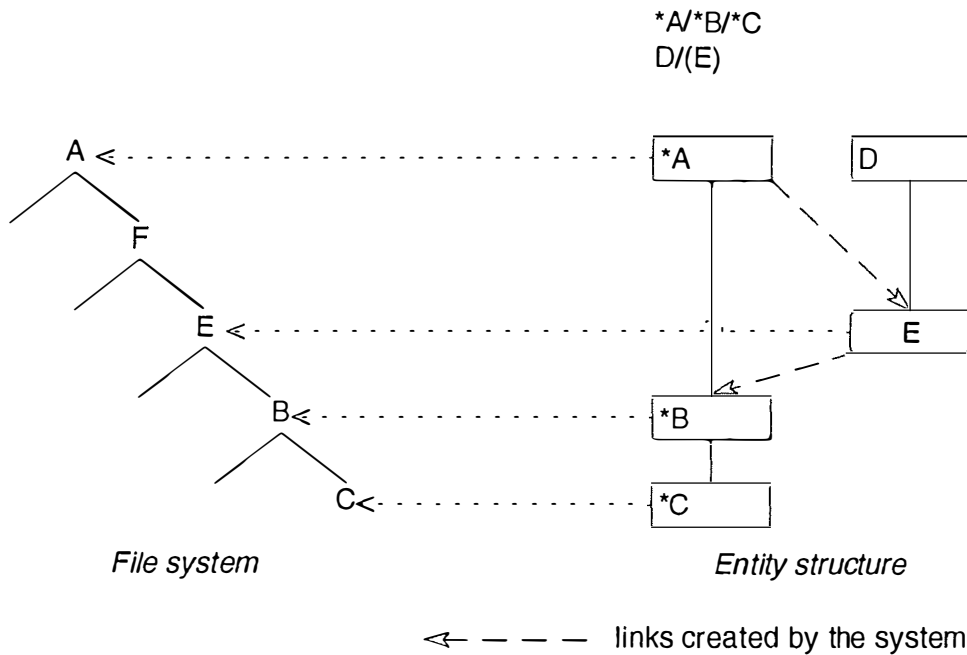 *A/*B/*C
D/(E)
A
*A
D
F
E
E
B
*B
C
*C
File system
Entity structure
links created by the system